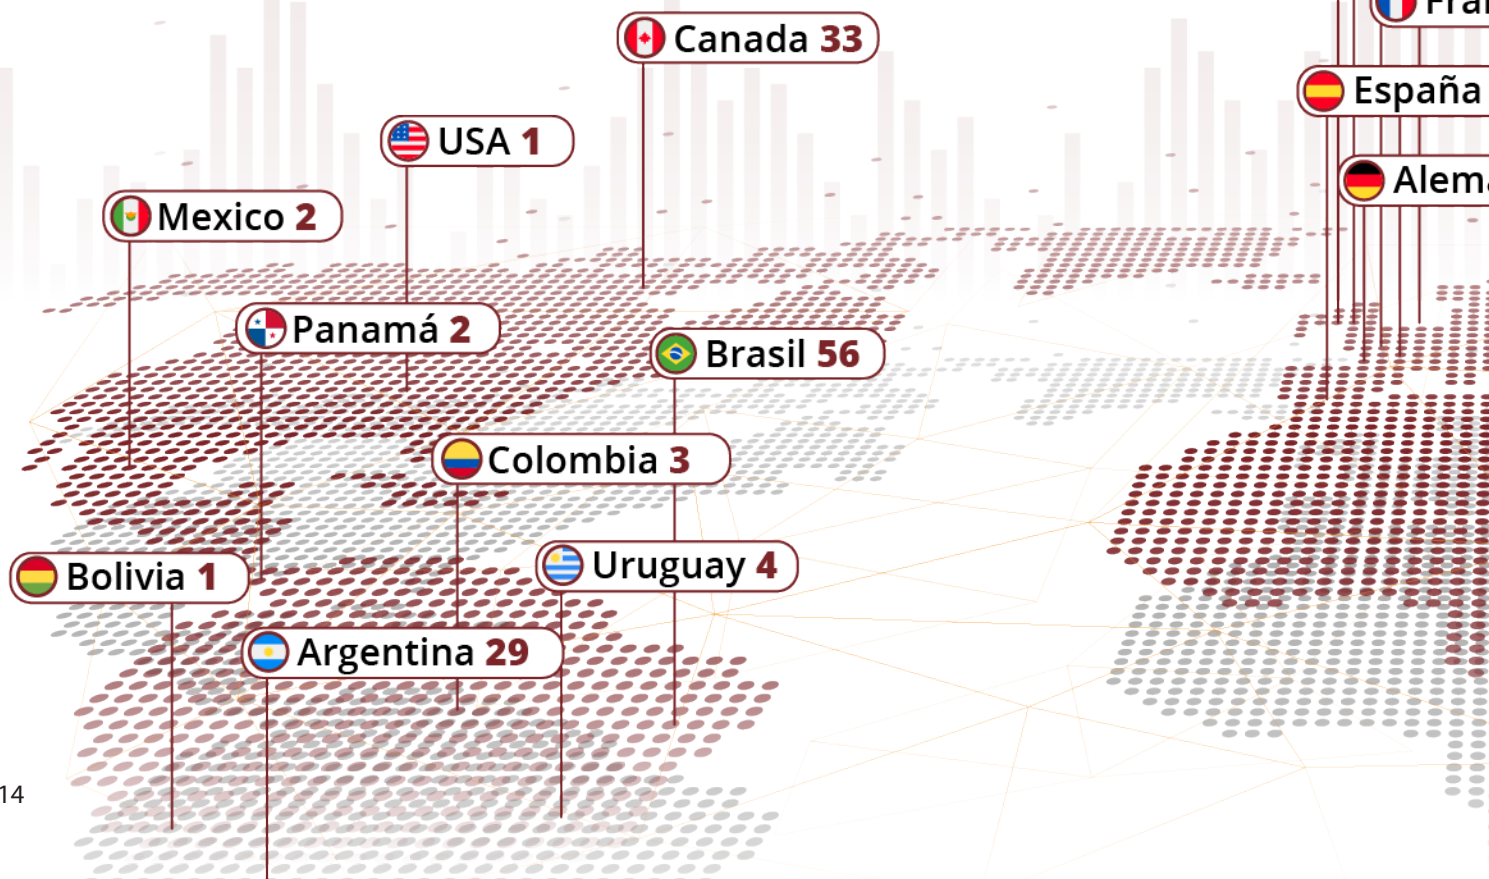 Canada 33
España
USA 1
Mexico 2
Panamá 2
Brasil 56
Colombia 3
Bolivia 1
Uruguay 4
Argentina 29
14